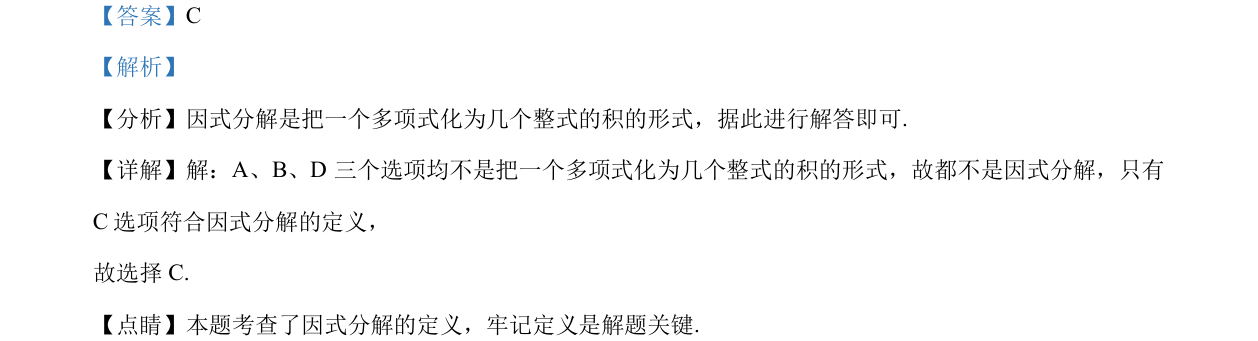 【答案】C
【解析】
【分析】因式分解是把一个多项式化为几个整式的积的形式，据此进行解答即可.
【详解】解：A、B、D 三个选项均不是把一个多项式化为几个整式的积的形式，故都不是因式分解，只有
C 选项符合因式分解的定义，
故选择 C.
【点睛】本题考查了因式分解的定义，牢记定义是解题关键.